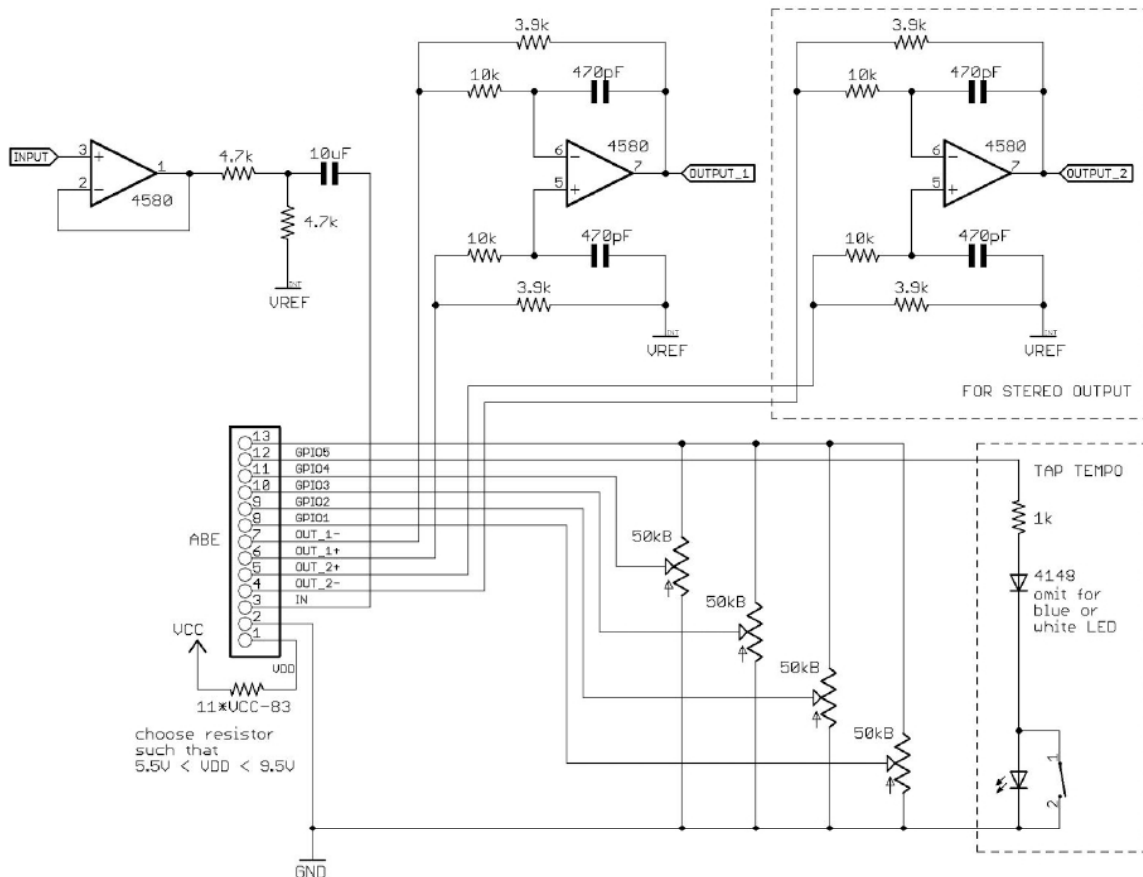 3.9k
3.9k
10k
470pF
10k
470pF
INPUT
3
2
1
4580
4.7k
10uF
4.7k
INT
VREF
6
5
7
4580
OUTPUT_1
6
5
7
4580
OUTPUT_2
10k
470pF
10k
470pF
3.9k
3.9k
INT
VREF
INT
VREF
FOR STEREO OUTPUT
ABE
13
12
11
10
9
8
7
6
5
4
3
2
1
GPIO5
GPIO4
GPIO3
GPIO2
GPIO1
OUT_1-
OUT_1+
OUT_2+
OUT_2-
IN
VDD
VCC
11*VCC-83
choose resistor
such that
5.5V < VDD < 9.5V
50kB
50kB
50kB
50kB
TAP TEMPO
1k
4148
omit for
blue or
white LED
1
2
GND